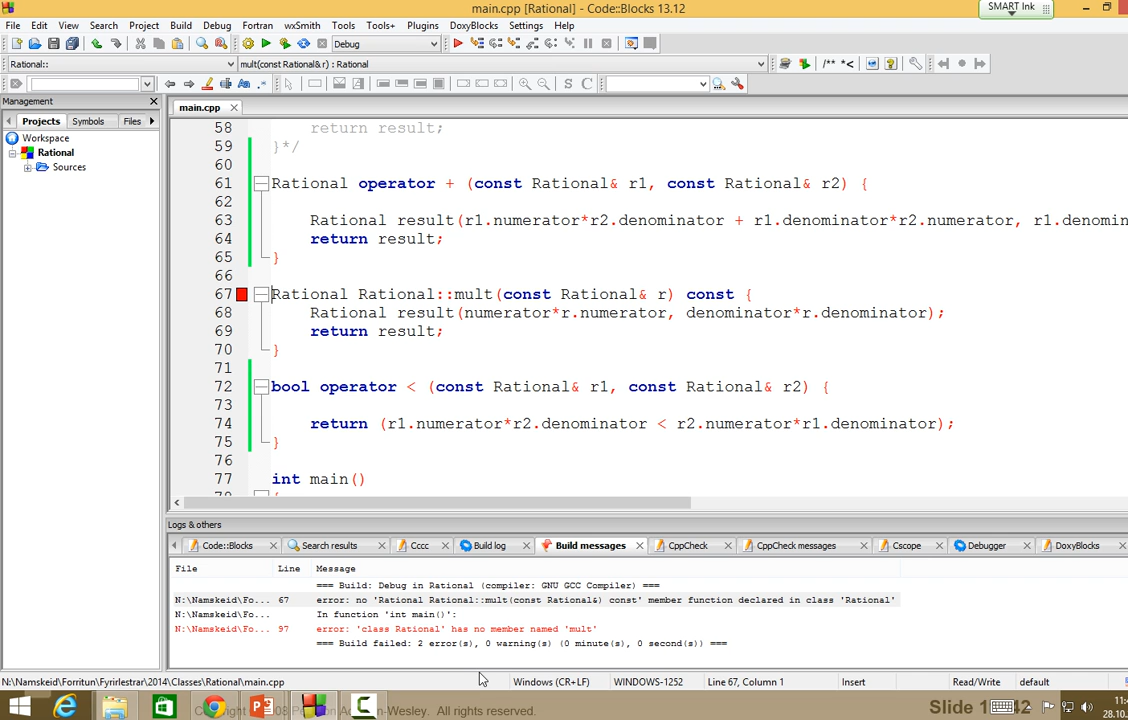 main.cpp [Rational] - Code::Blocks 13.12
SMART Ink
File Edit View Search Project Build Debug Fortran wxSmith Tools Tools+ Plugins DoxyBlocks Settings Help
Debug
Rational:: mult(const Rational& r) : Rational
/** *<
Aa .* S C
Management
main.cpp
Projects Symbols Files
Workspace
Rational
Sources
58 return result;
59 }*/
60
61 Rational operator + (const Rational& r1, const Rational& r2) {
62
63 Rational result(r1.numerator*r2.denominator + r1.denominator*r2.numerator, r1.denomin
64 return result;
65 }
66
67 Rational Rational::mult(const Rational& r) const {
68 Rational result(numerator*r.numerator, denominator*r.denominator);
69 return result;
70 }
71
72 bool operator < (const Rational& r1, const Rational& r2) {
73
74 return (r1.numerator*r2.denominator < r2.numerator*r1.denominator);
75 }
76
77 int main()
78 {
Logs & others
Code::Blocks Search results Cccc Build log Build messages CppCheck CppCheck messages Cscope Debugger DoxyBlocks
File Line Message
=== Build: Debug in Rational (compiler: GNU GCC Compiler) ===
N:\Namskeid/Fo... 67 error: no 'Rational Rational::mult(const Rational&) const' member function declared in class 'Rational'
N:\Namskeid/Fo... In function 'int main()':
N:\Namskeid/Fo... 97 error: 'class Rational' has no member named 'mult'
=== Build failed: 2 error(s), 0 warning(s) (0 minute(s), 0 second(s)) ===
N:\Namskeid\Forritun\Fyrirlestrar\2014\Classes\Rational\main.cpp Windows (CR+LF) WINDOWS-1252 Line 67, Column 1 Insert Read/Write default
Slide 1 42
28.10.